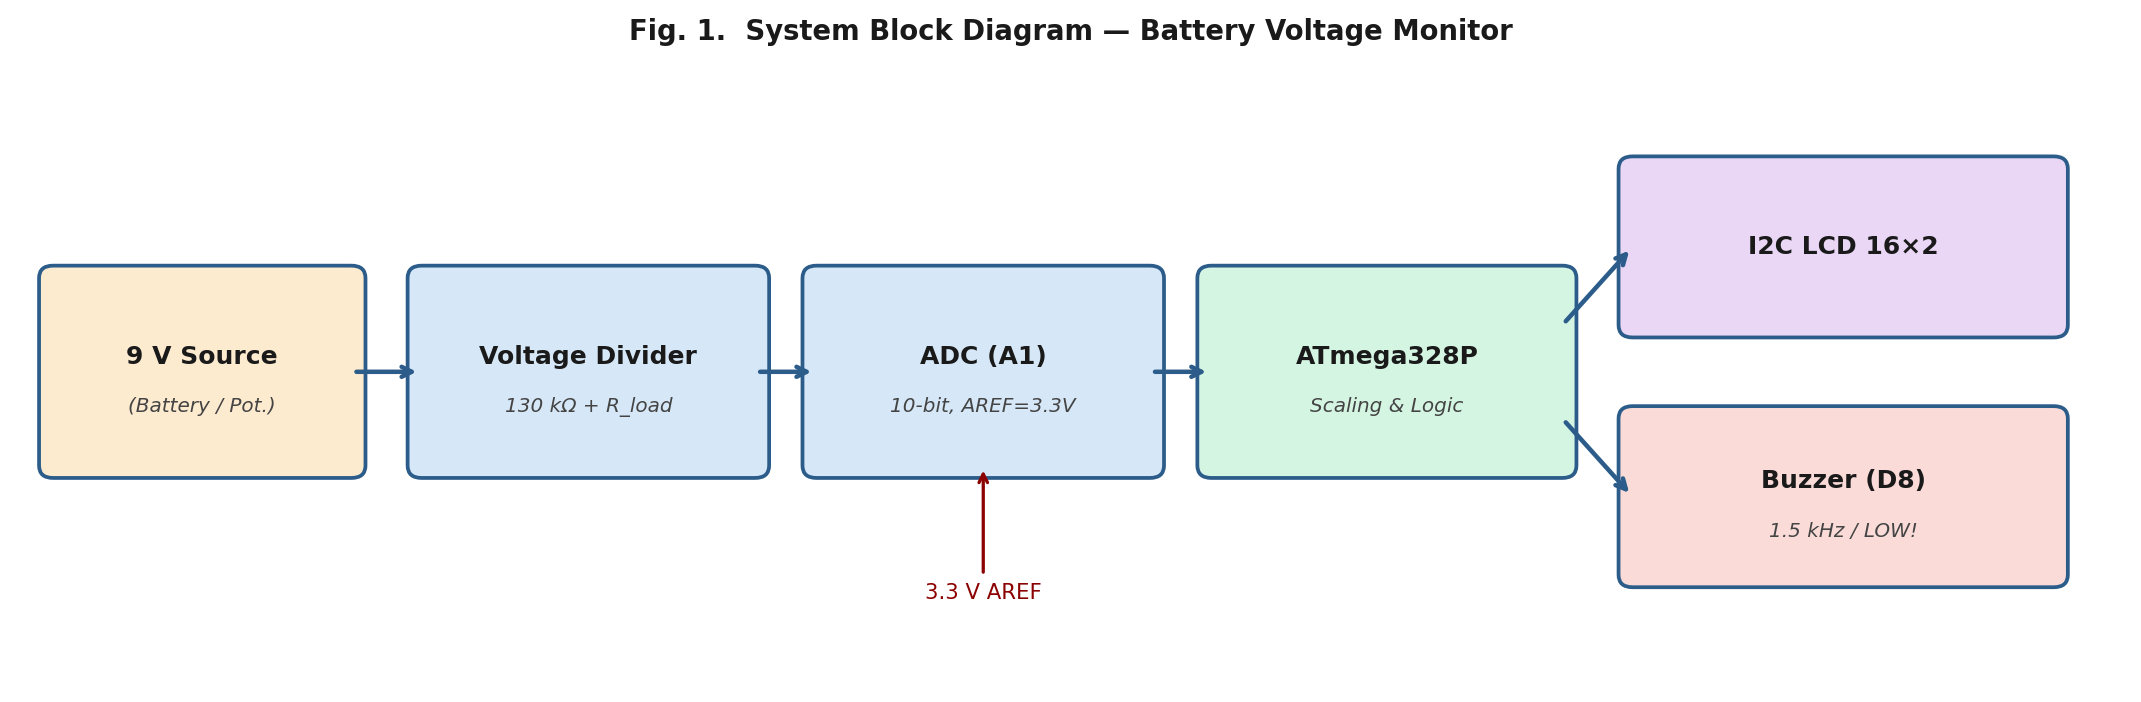 Fig. 1.  System Block Diagram — Battery Voltage Monitor
9 V Source
(Battery / Pot.)
Voltage Divider
130 kΩ + R_load
ADC (A1)
10-bit, AREF=3.3V
3.3 V AREF
ATmega328P
Scaling & Logic
I2C LCD 16×2
Buzzer (D8)
1.5 kHz / LOW!